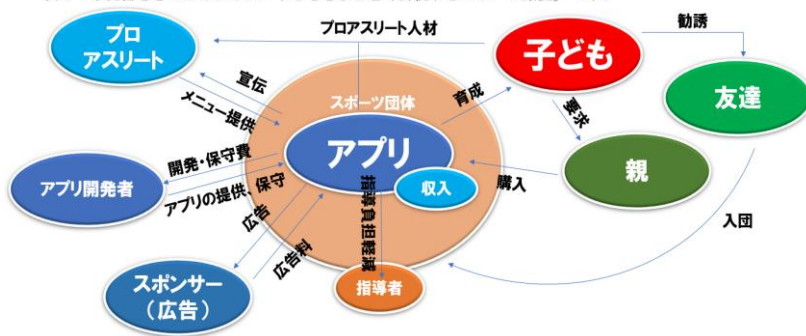 プロアスリート人材
勧誘
プロ
アスリート
子ども
宣伝
スポーツ団体
育成
友達
メニュー提供
要求
アプリ
開発・保守費
親
アプリ開発者
収入
購入
アプリの提供、保守
指導負担軽減
入団
広告
広告料
スポンサー
(広告)
指導者